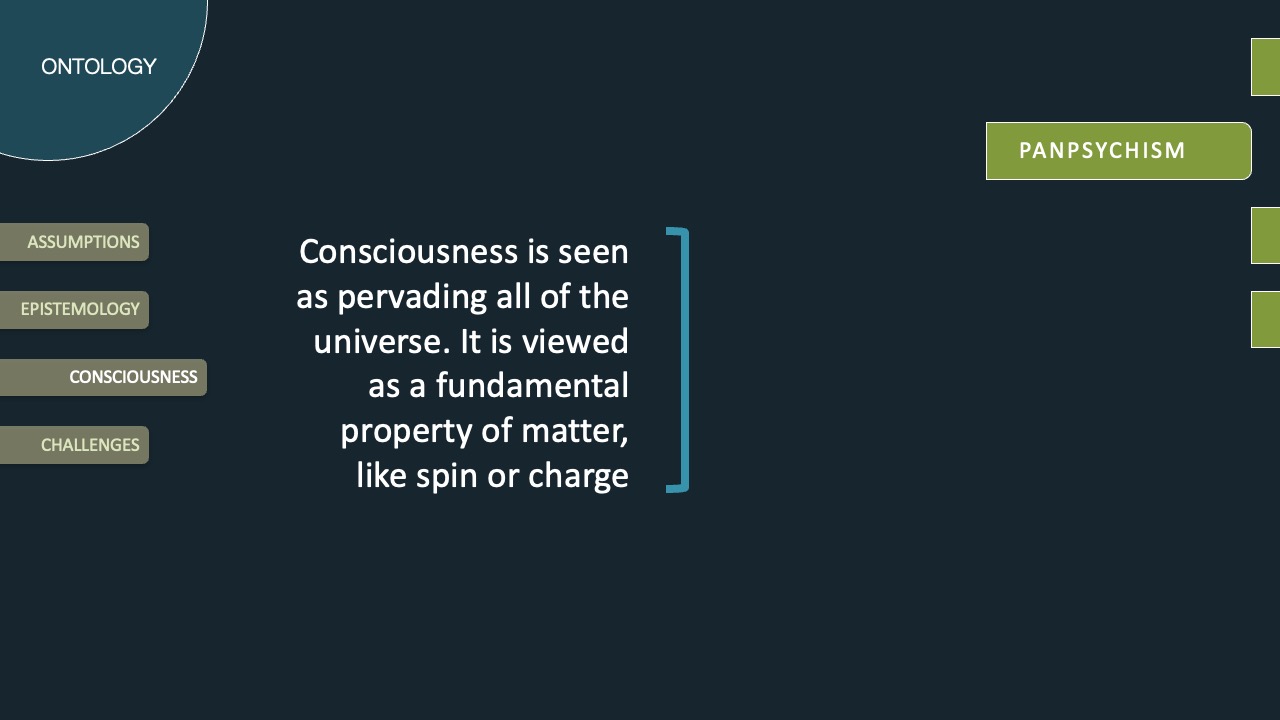 ONTOLOGY
PANPSYCHISM
ASSUMPTIONS
EPISTEMOLOGY
CONSCIOUSNESS
CHALLENGES
Consciousness is seen
as pervading all of the
universe. It is viewed
as a fundamental
property of matter,
like spin or charge